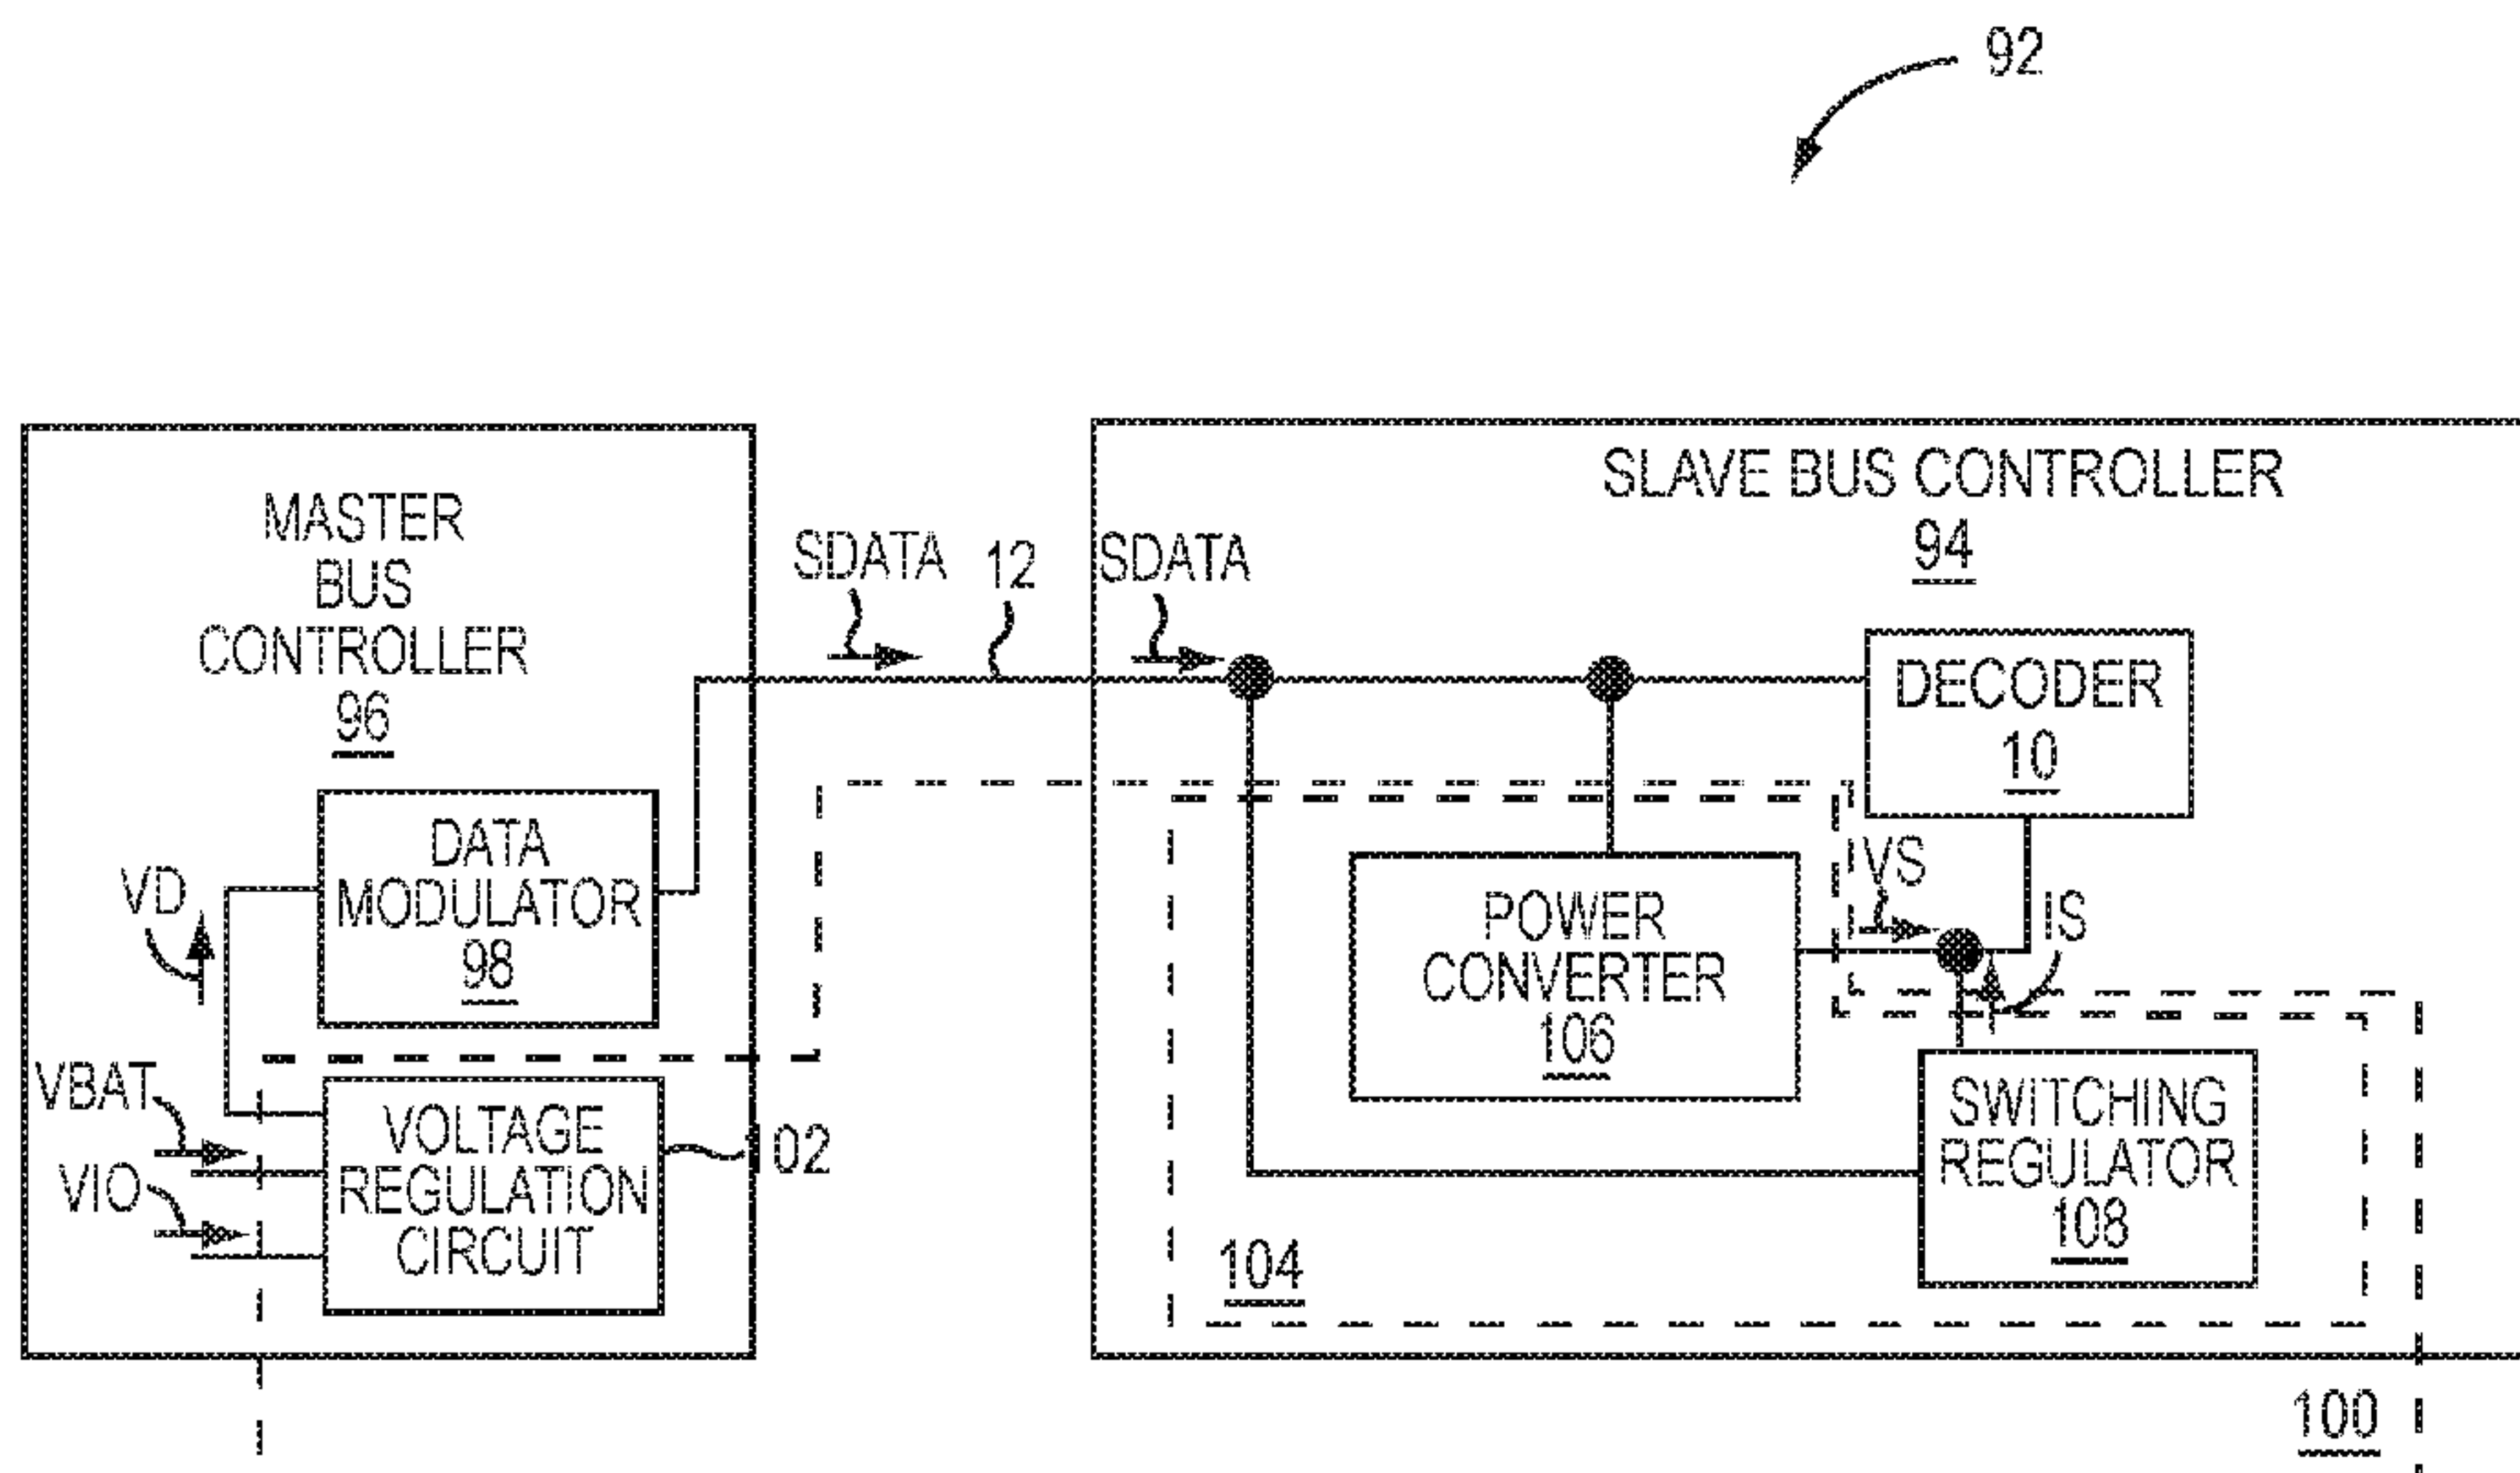 92
MASTER
BUS
CONTROLLER
96
SDATA
12
SDATA
SLAVE BUS CONTROLLER
94
DECODER
10
DATA
MODULATOR
98
VD
POWER
CONVERTER
106
VS
IS
VBAT
VIO
VOLTAGE
REGULATION
CIRCUIT
102
SWITCHING
REGULATOR
108
104
100